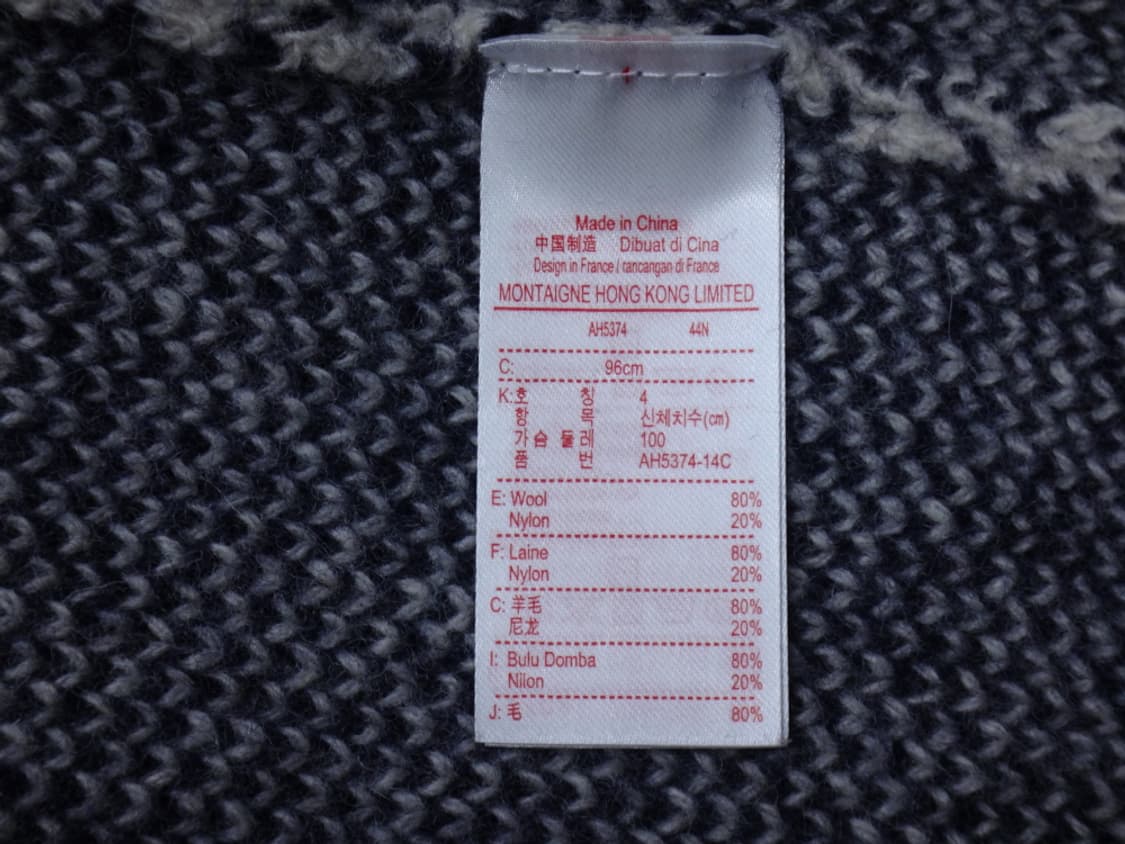 Made in China
中国制造 Dibuat di Cina
Design in France / rancangan di France
MONTAIGNE HONG KONG LIMITED
AH5374 44N
C: 96cm
K:호 칭 4
항 목 신체치수(㎝)
가슴 둘레 100
품 번 AH5374-14C
E: Wool 80%
Nylon 20%
F: Laine 80%
Nylon 20%
C: 羊毛 80%
尼龙 20%
I: Bulu Domba 80%
Nilon 20%
J: 毛 80%